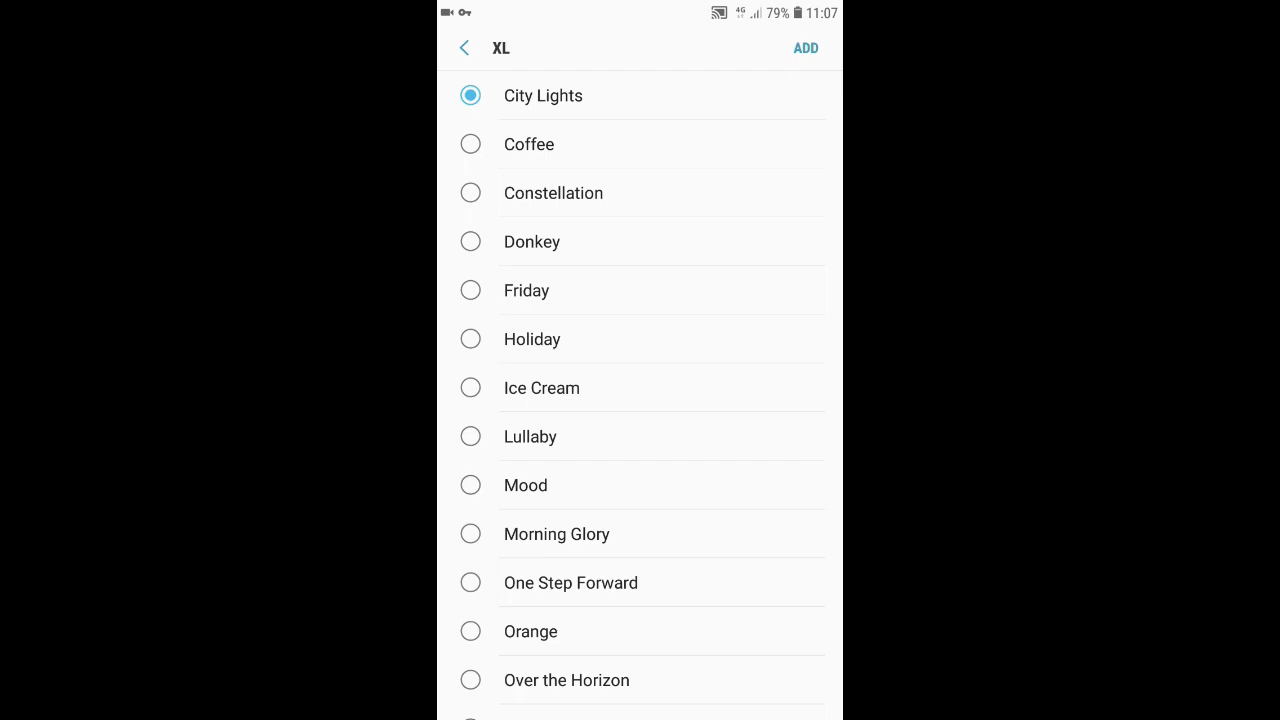 4G 79% 11:07
XL ADD
City Lights
Coffee
Constellation
Donkey
Friday
Holiday
Ice Cream
Lullaby
Mood
Morning Glory
One Step Forward
Orange
Over the Horizon